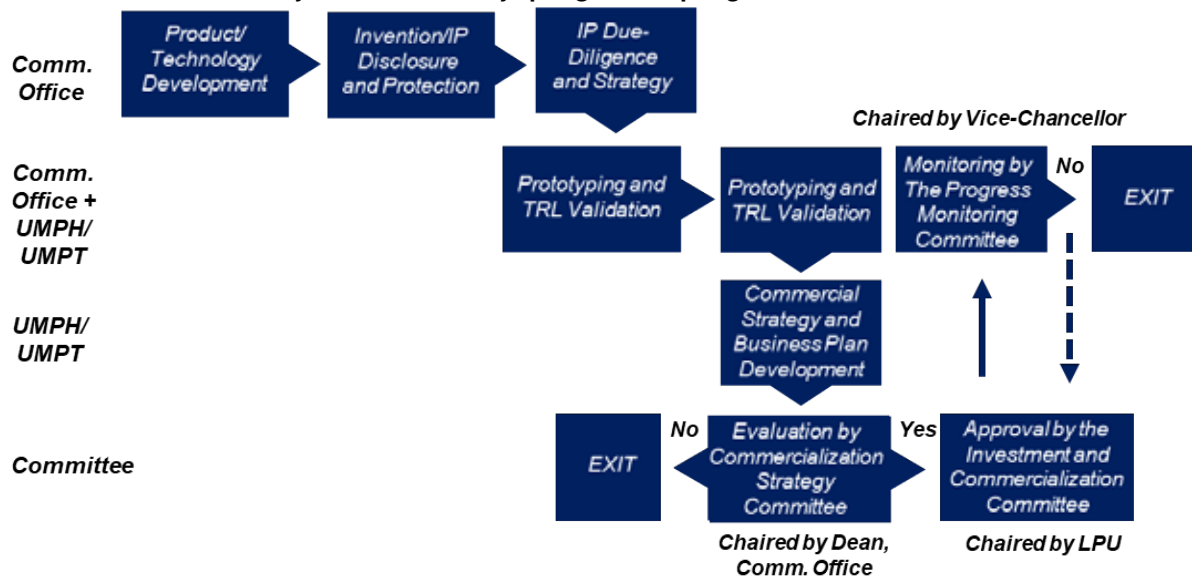 Product/
Technology
Development
Invention/IP
Disclosure
and Protection
IP Due-
Diligence
and Strategy
Comm.
Office
Chaired by Vice-Chancellor
Comm.
Office +
UMPH/
UMPT
Prototyping and
TRL Validation
Prototyping and
TRL Validation
Monitoring by
The Progress
Monitoring
Committee
No
EXIT
UMPH/
UMPT
Commercial
Strategy and
Business Plan
Development
Committee
EXIT
No
Evaluation by
Commercialization
Strategy
Committee
Yes
Approval by the
Investment and
Commercialization
Committee
Chaired by Dean,
Comm. Office
Chaired by LPU